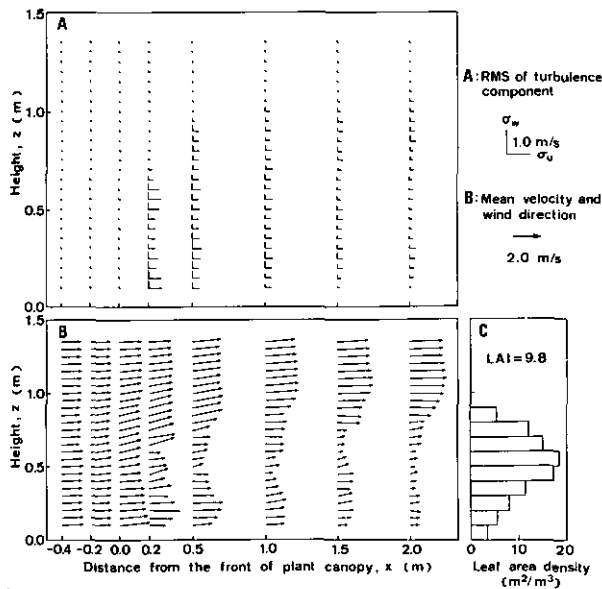 A
1.5
1.0
0.5
0.0
Height, z (m)
A: RMS of turbulence
component
σw
1.0 m/s
σu
B: Mean velocity and
wind direction
2.0 m/s
B
1.5
1.0
0.5
0.0
Height, z (m)
-0.4 -0.2 0.0 0.2 0.5 1.0 1.5 2.0
Distance from the front of plant canopy, x (m)
C
LAI=9.8
0 10 20
Leaf area density
(m²/m³)